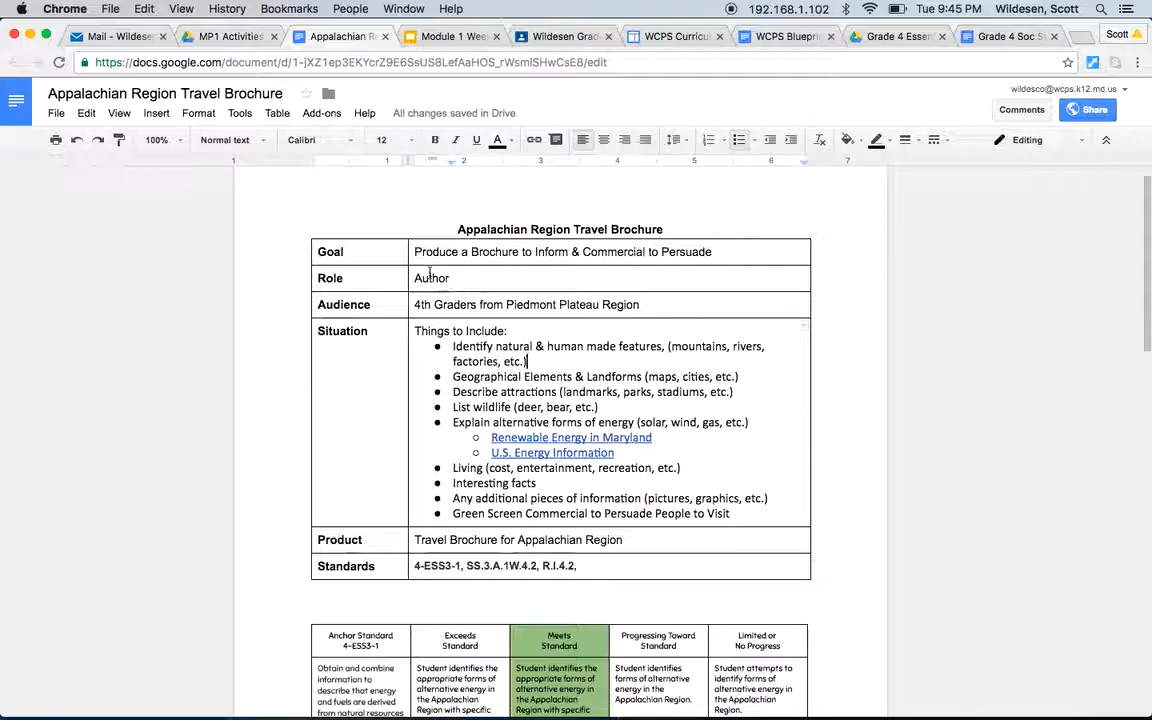 Chrome File Edit View History Bookmarks People Window Help 192.168.1.102 Tue 9:45 PM Wildesen, Scott
Mail - Wildese MP1 Activities Appalachian Re Module 1 Wee Wildesen Grad WCPS Curricul WCPS Bluepri Grade 4 Essen Grade 4 Soc S Scott
https://docs.google.com/document/d/1-jXZ1ep3EKYcrZ9E6SsUS8LefAaHOS_rWsmlSHwCsE8/edit
Appalachian Region Travel Brochure wildesco@wcps.k12.md.us
File Edit View Insert Format Tools Table Add-ons Help All changes saved in Drive Comments Share
100% Normal text Calibri 12 B I U A Editing
1 1 2 3 4 5 6 7
Appalachian Region Travel Brochure
Goal Produce a Brochure to Inform & Commercial to Persuade
Role Author
Audience 4th Graders from Piedmont Plateau Region
Situation Things to Include:
● Identify natural & human made features, (mountains, rivers,
factories, etc.)
● Geographical Elements & Landforms (maps, cities, etc.)
● Describe attractions (landmarks, parks, stadiums, etc.)
● List wildlife (deer, bear, etc.)
● Explain alternative forms of energy (solar, wind, gas, etc.)
○ Renewable Energy in Maryland
○ U.S. Energy Information
● Living (cost, entertainment, recreation, etc.)
● Interesting facts
● Any additional pieces of information (pictures, graphics, etc.)
● Green Screen Commercial to Persuade People to Visit
Product Travel Brochure for Appalachian Region
Standards 4-ESS3-1, SS.3.A.1W.4.2, R.I.4.2,
Anchor Standard
4-ESS3-1
Exceeds
Standard
Meets
Standard
Progressing Toward
Standard
Limited or
No Progress
Obtain and combine
information to
describe that energy
and fuels are derived
from natural resources
Student identifies the
appropriate forms of
alternative energy in
the Appalachian
Region with specific
Student identifies the
appropriate forms of
alternative energy in
the Appalachian
Region with specific
Student identifies
forms of alternative
energy in the
Appalachian Region.
Student attempts to
identify forms of
alternative energy in
the Appalachian
Region.